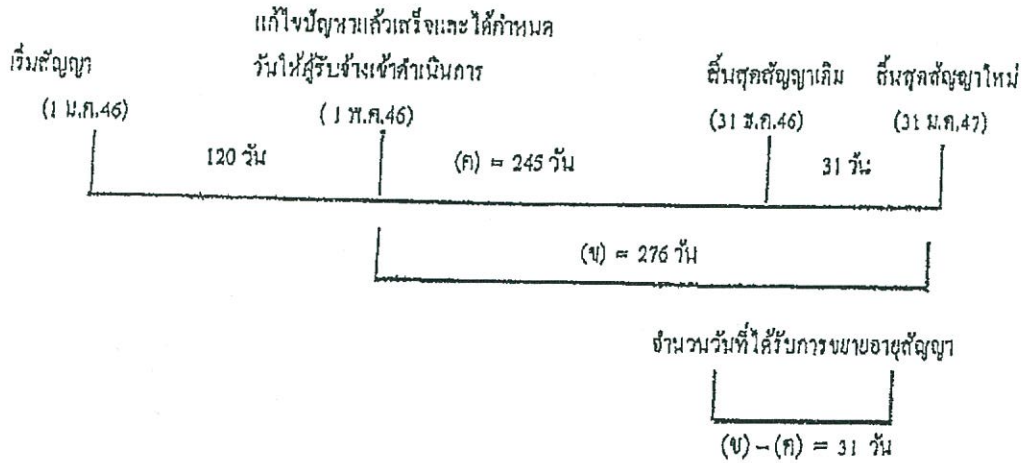 แก้ไขปัญหาแล้วเสร็จและได้กำหนด
วันให้ผู้รับจ้างเข้าดำเนินการ
(1 พ.ค.46)
เริ่มสัญญา
(1 ม.ค.46)
สิ้นสุดสัญญาเดิม
(31 ธ.ค.46)
สิ้นสุดสัญญาใหม่
(31 ม.ค.47)
120 วัน
(ค) = 245 วัน
31 วัน
(ข) = 276 วัน
จำนวนวันที่ได้รับการขยายอายุสัญญา
(ข) – (ค) = 31 วัน